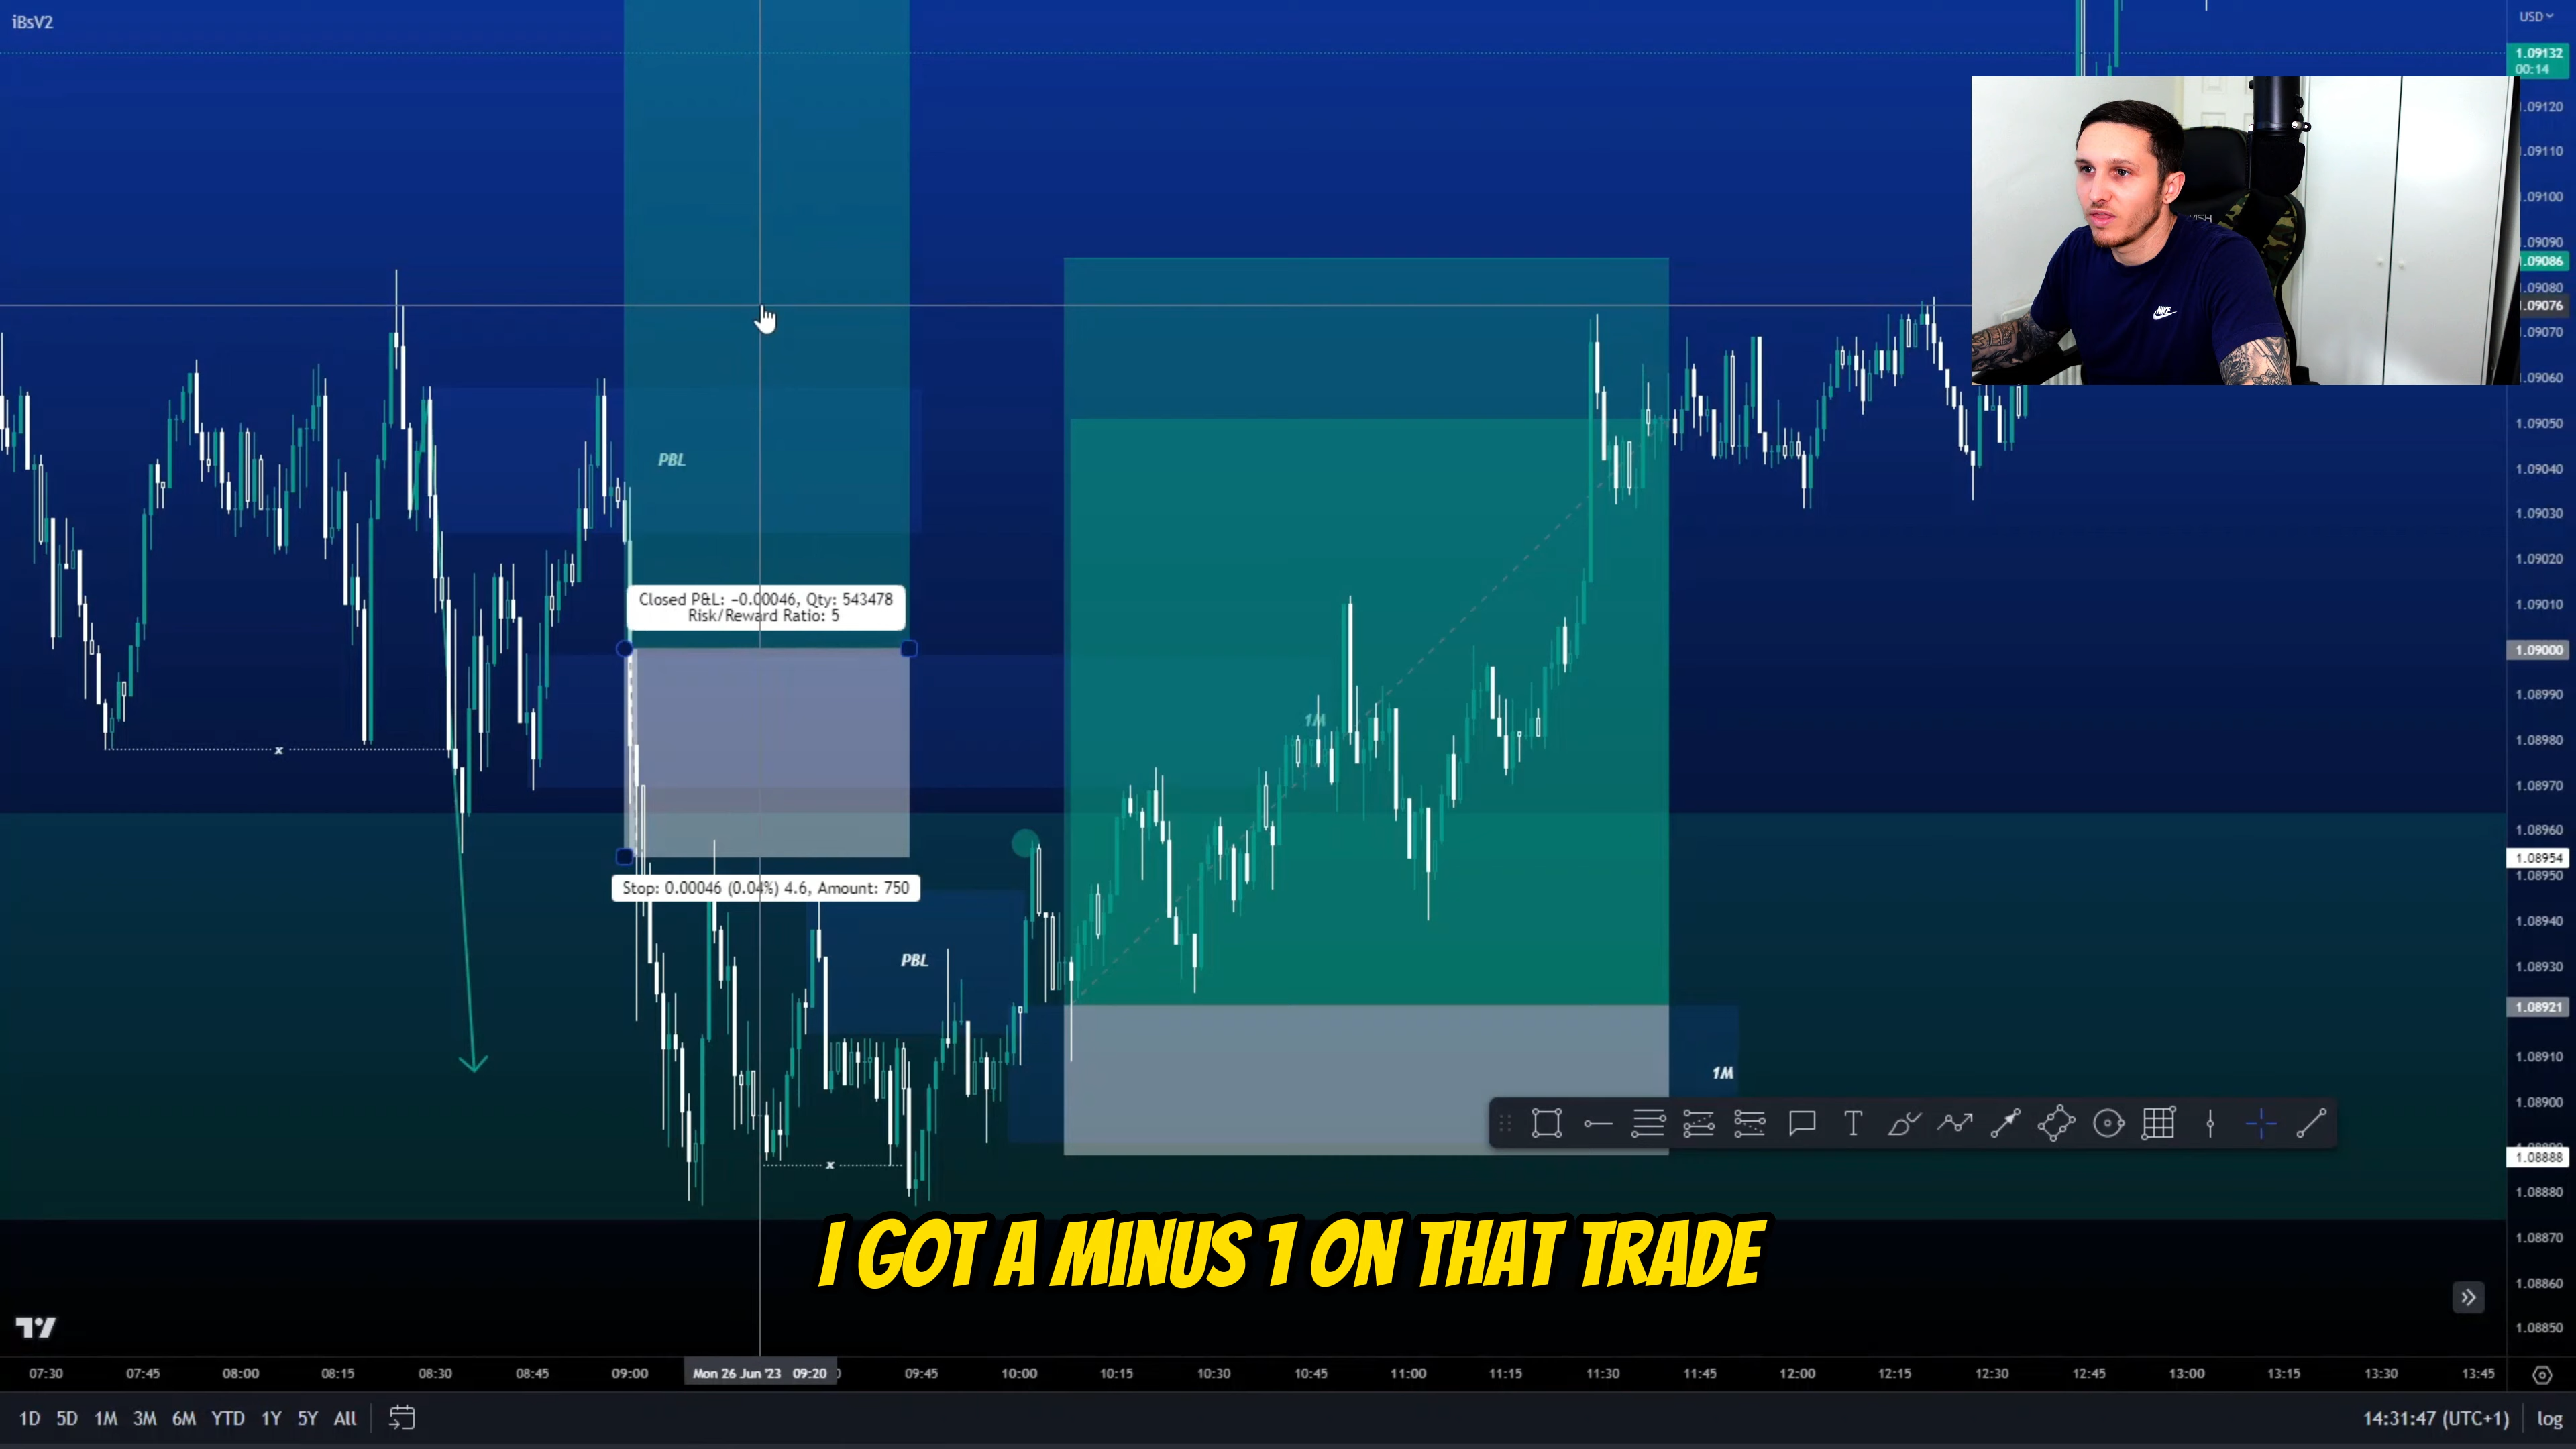 iBsV2
USD
1.09132
00:14
1.09120
1.09110
1.09100
1.09090
1.09086
1.09080
1.09076
1.09070
1.09060
1.09050
1.09040
1.09030
1.09020
1.09010
1.09000
1.08990
1.08980
1.08970
1.08960
1.08954
1.08950
1.08940
1.08930
1.08921
1.08910
1.08900
1.08888
1.08880
1.08870
1.08860
1.08850
PBL
Closed P&L: −0.00046, Qty: 543478
Risk/Reward Ratio: 5
x
1M
Stop: 0.00046 (0.04%) 4.6, Amount: 750
PBL
1M
T
x
I GOT A MINUS 1 ON THAT TRADE
07:30 07:45 08:00 08:15 08:30 08:45 09:00 Mon 26 Jun '23 09:20 09:45 10:00 10:15 10:30 10:45 11:00 11:15 11:30 11:45 12:00 12:15 12:30 12:45 13:00 13:15 13:30 13:45
1D 5D 1M 3M 6M YTD 1Y 5Y All 14:31:47 (UTC+1) log